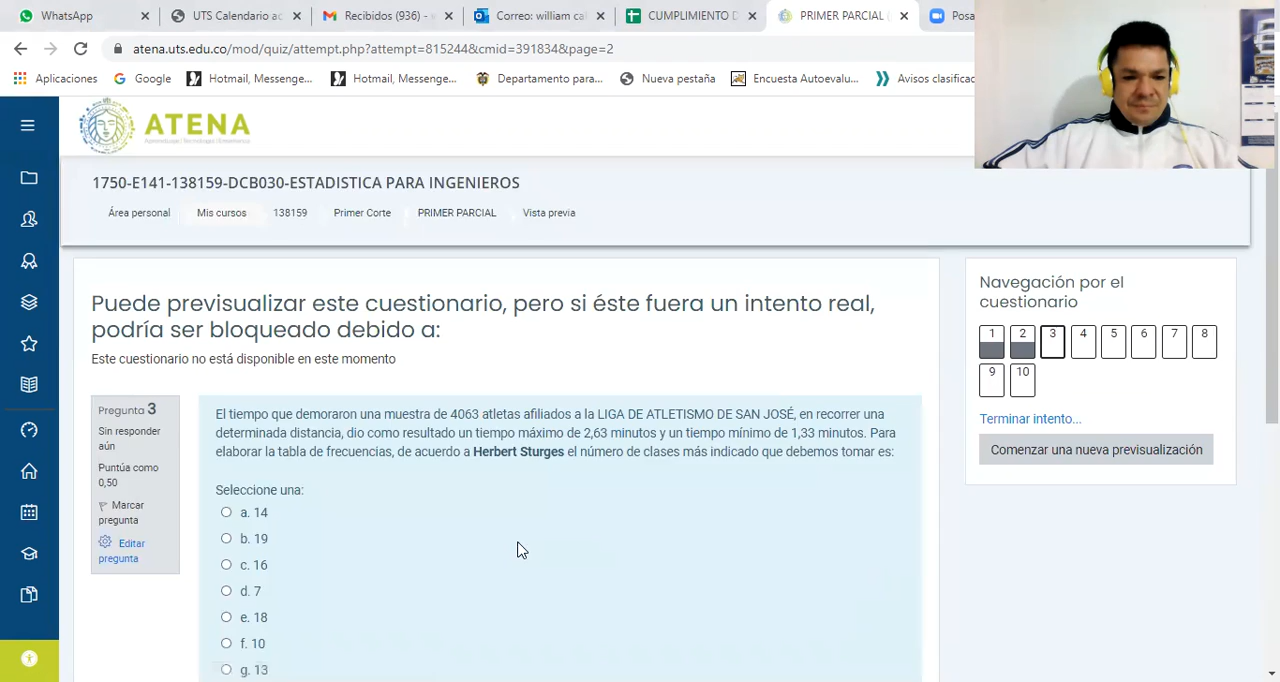 WhatsApp
UTS Calendario ac
Recibidos (936) -
Correo: william ca
CUMPLIMIENTO D
PRIMER PARCIAL (
Posa
atena.uts.edu.co/mod/quiz/attempt.php?attempt=815244&cmid=391834&page=2
Aplicaciones
Google
Hotmail, Messenge...
Hotmail, Messenge...
Departamento para...
Nueva pestaña
Encuesta Autoevalu...
Avisos clasificad
ATENA
1750-E141-138159-DCB030-ESTADISTICA PARA INGENIEROS
Área personal
Mis cursos
138159
Primer Corte
PRIMER PARCIAL
Vista previa
Puede previsualizar este cuestionario, pero si éste fuera un intento real,
podría ser bloqueado debido a:
Este cuestionario no está disponible en este momento
Pregunta 3
Sin responder
aún
Puntúa como
0,50
Marcar
pregunta
Editar
pregunta
El tiempo que demoraron una muestra de 4063 atletas afiliados a la LIGA DE ATLETISMO DE SAN JOSÉ, en recorrer una
determinada distancia, dio como resultado un tiempo máximo de 2,63 minutos y un tiempo mínimo de 1,33 minutos. Para
elaborar la tabla de frecuencias, de acuerdo a Herbert Sturges el número de clases más indicado que debemos tomar es:
Seleccione una:
a. 14
b. 19
c. 16
d. 7
e. 18
f. 10
g. 13
Navegación por el
cuestionario
1 2 3 4 5 6 7 8
9 10
Terminar intento...
Comenzar una nueva previsualización